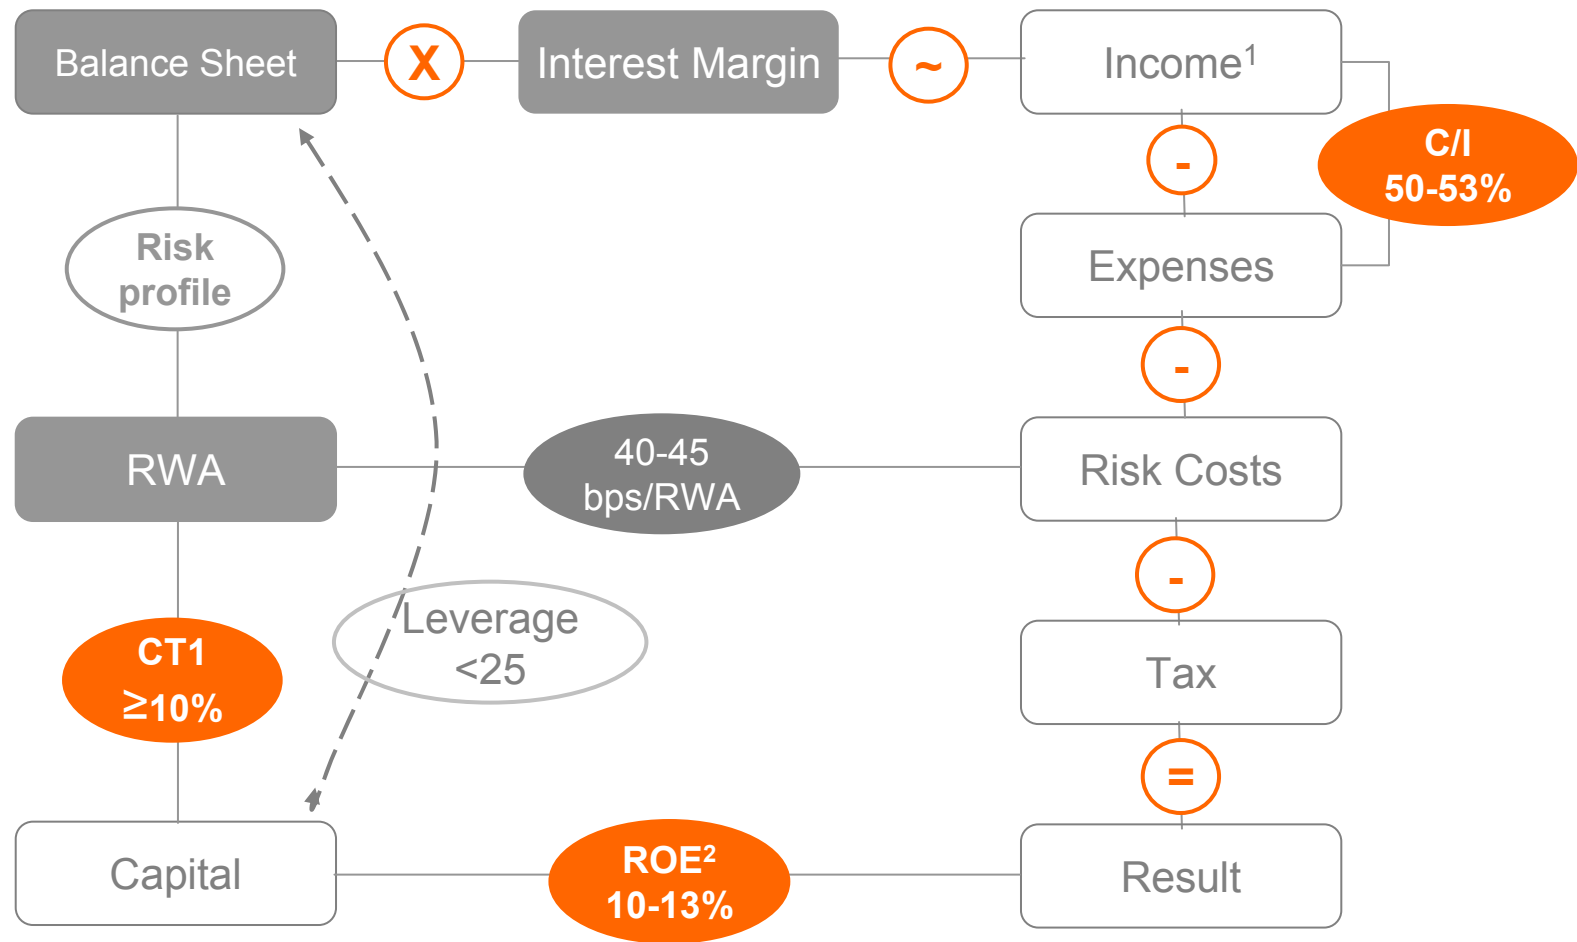 Balance Sheet
X
Interest Margin
~
Income¹
-
C/I
50-53%
Risk
profile
Expenses
-
RWA
40-45
bps/RWA
Risk Costs
-
Leverage
<25
CT1
≥10%
Tax
=
Capital
ROE²
10-13%
Result